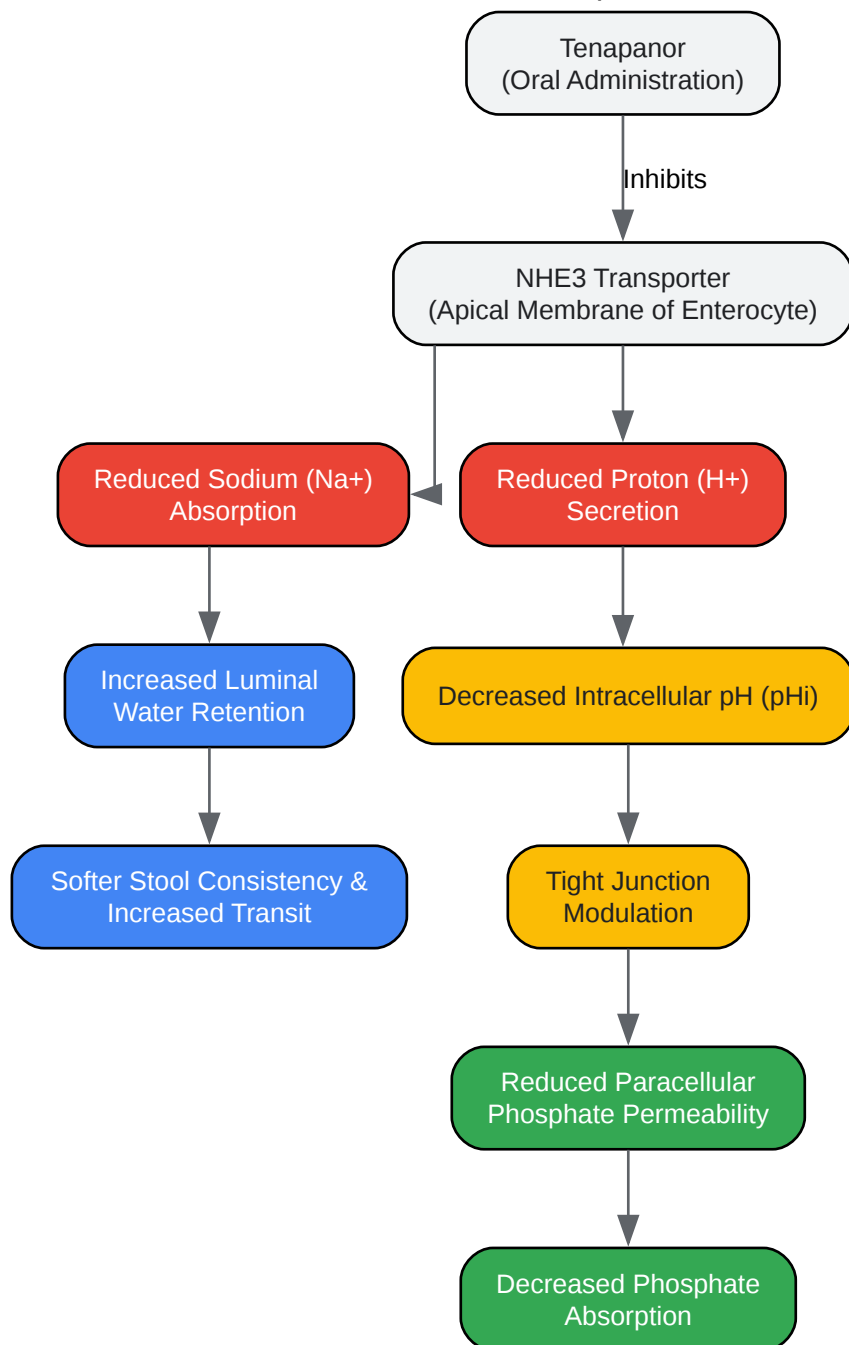 Tenapanor
(Oral Administration)
Inhibits
NHE3 Transporter
(Apical Membrane of Enterocyte)
Reduced Sodium (Na+)
Absorption
Reduced Proton (H+)
Secretion
Increased Luminal
Water Retention
Decreased Intracellular pH (pHi)
Softer Stool Consistency &
Increased Transit
Tight Junction
Modulation
Reduced Paracellular
Phosphate Permeability
Decreased Phosphate
Absorption